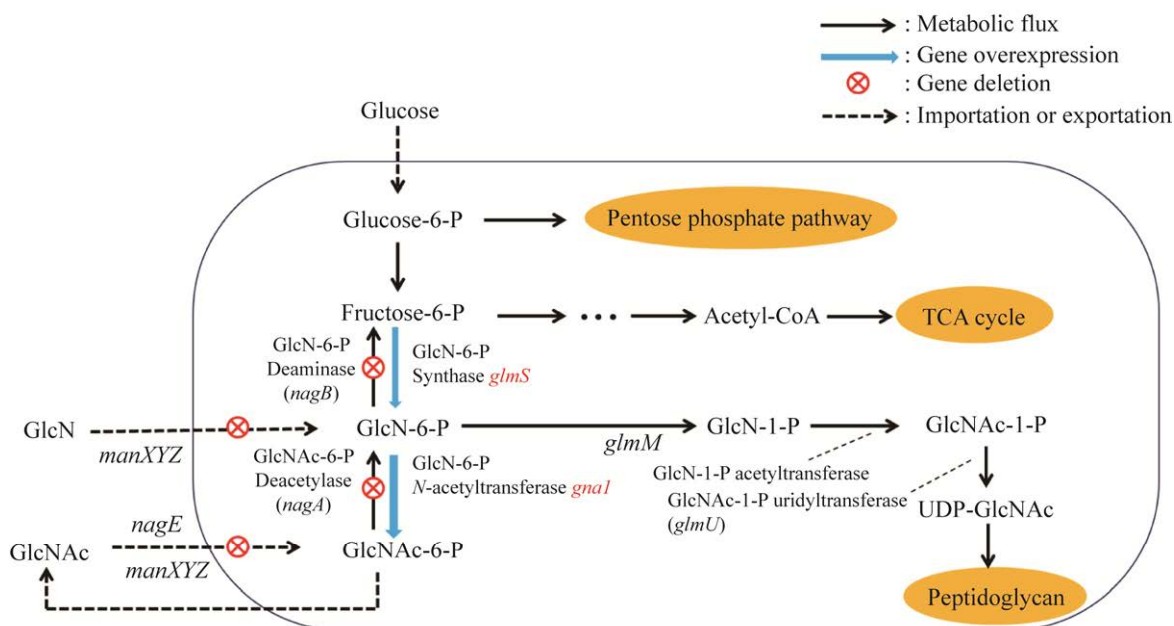 : Metabolic flux
: Gene overexpression
: Gene deletion
: Importation or exportation
Glucose
Glucose-6-P
Pentose phosphate pathway
Fructose-6-P
Acetyl-CoA
TCA cycle
GlcN-6-P
Deaminase
(nagB)
GlcN-6-P
Synthase glmS
GlcN
manXYZ
GlcN-6-P
glmM
GlcN-1-P
GlcNAc-1-P
GlcNAc-6-P
Deacetylase
(nagA)
GlcN-6-P
N-acetyltransferase gna1
GlcN-1-P acetyltransferase
GlcNAc-1-P uridyltransferase
(glmU)
UDP-GlcNAc
nagE
GlcNAc
manXYZ
GlcNAc-6-P
Peptidoglycan